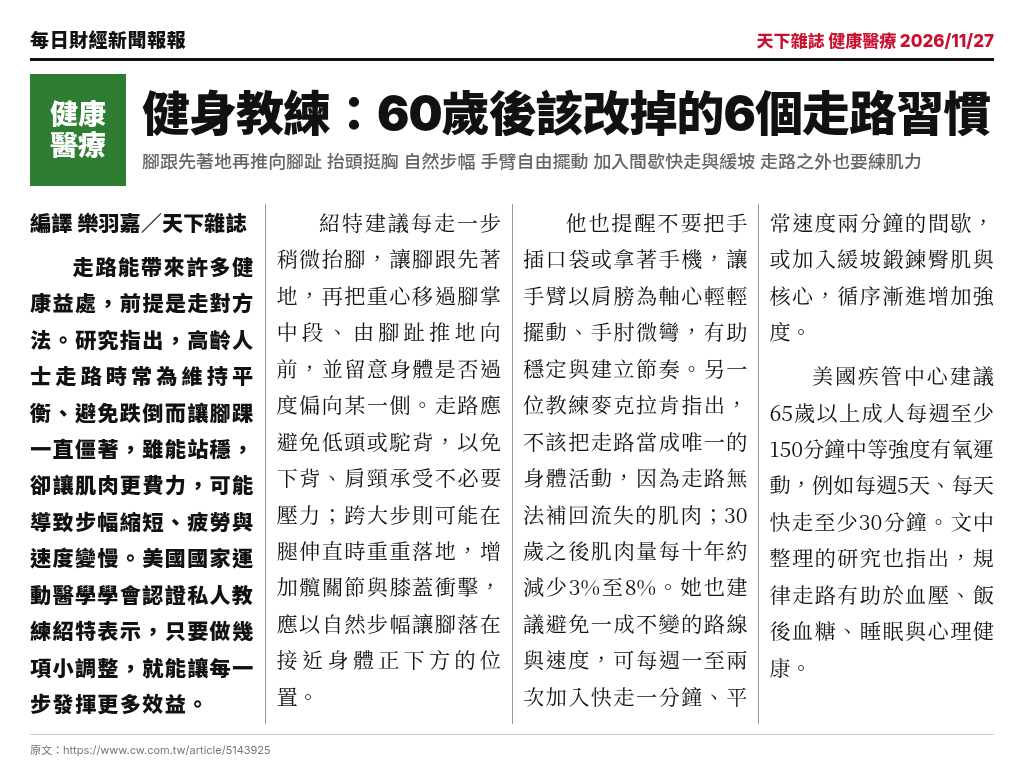 每日財經新聞報報
天下雜誌 健康醫療 2026/11/27
健康
醫療
健身教練：60歲後該改掉的6個走路習慣
腳跟先著地再推向腳趾 抬頭挺胸 自然步幅 手臂自由擺動 加入間歇快走與緩坡 走路之外也要練肌力
編譯 樂羽嘉／天下雜誌
走路能帶來許多健
康益處，前提是走對方
法。研究指出，高齡人
士走路時常為維持平
衡、避免跌倒而讓腳踝
一直僵著，雖能站穩，
卻讓肌肉更費力，可能
導致步幅縮短、疲勞與
速度變慢。美國國家運
動醫學學會認證私人教
練紹特表示，只要做幾
項小調整，就能讓每一
步發揮更多效益。
紹特建議每走一步
稍微抬腳，讓腳跟先著
地，再把重心移過腳掌
中段、由腳趾推地向
前，並留意身體是否過
度偏向某一側。走路應
避免低頭或駝背，以免
下背、肩頸承受不必要
壓力；跨大步則可能在
腿伸直時重重落地，增
加髖關節與膝蓋衝擊，
應以自然步幅讓腳落在
接近身體正下方的位
置。
他也提醒不要把手
插口袋或拿著手機，讓
手臂以肩膀為軸心輕輕
擺動、手肘微彎，有助
穩定與建立節奏。另一
位教練麥克拉肯指出，
不該把走路當成唯一的
身體活動，因為走路無
法補回流失的肌肉；30
歲之後肌肉量每十年約
減少3%至8%。她也建
議避免一成不變的路線
與速度，可每週一至兩
次加入快走一分鐘、平
常速度兩分鐘的間歇，
或加入緩坡鍛鍊臀肌與
核心，循序漸進增加強
度。
美國疾管中心建議
65歲以上成人每週至少
150分鐘中等強度有氧運
動，例如每週5天、每天
快走至少30分鐘。文中
整理的研究也指出，規
律走路有助於血壓、飯
後血糖、睡眠與心理健
康。
原文：https://www.cw.com.tw/article/5143925